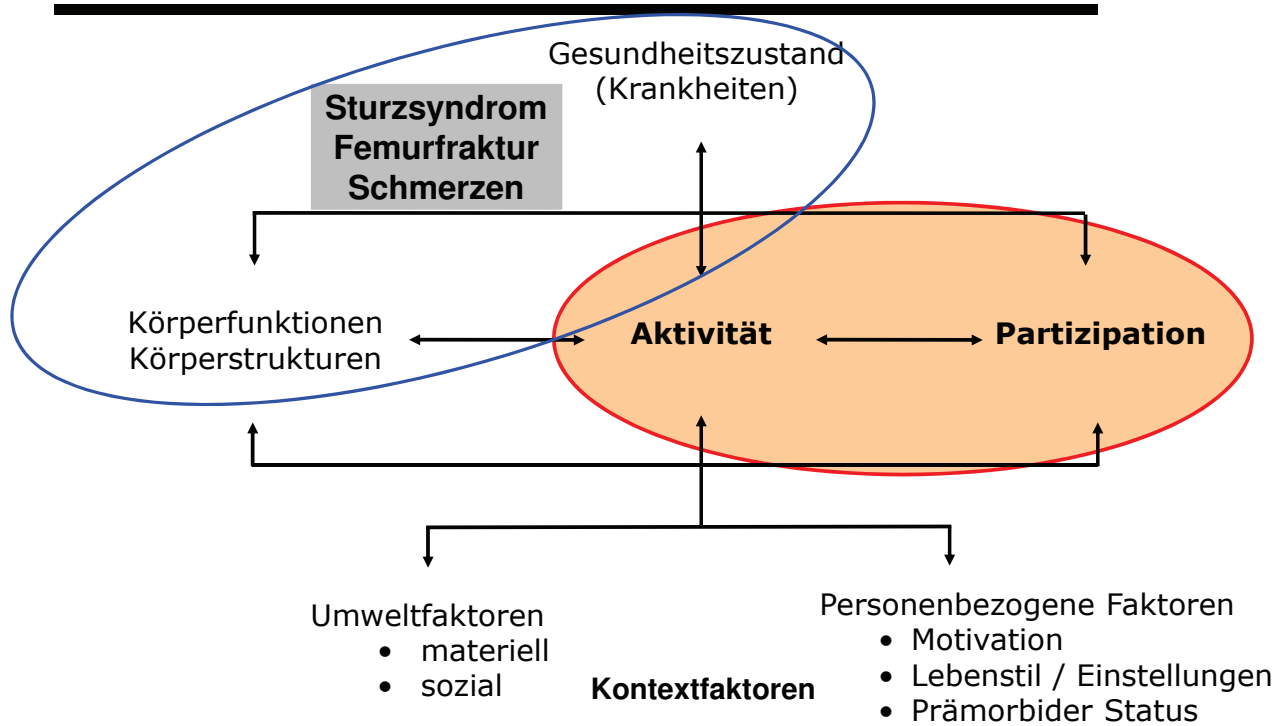 Gesundheitszustand
(Krankheiten)
Sturzsyndrom
Femurfraktur
Schmerzen
Körperfunktionen
Körperstrukturen
Aktivität
Partizipation
Umweltfaktoren
• materiell
• sozial
Kontextfaktoren
Personenbezogene Faktoren
• Motivation
• Lebenstil / Einstellungen
• Prämorbider Status